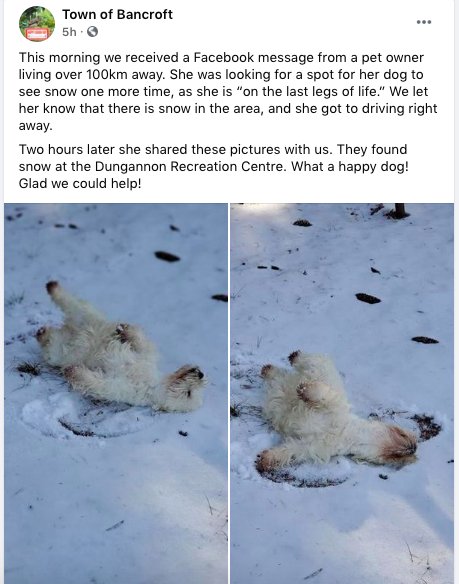 Town of Bancroft
5h ·
This morning we received a Facebook message from a pet owner
living over 100km away. She was looking for a spot for her dog to
see snow one more time, as she is “on the last legs of life.” We let
her know that there is snow in the area, and she got to driving right
away.
Two hours later she shared these pictures with us. They found
snow at the Dungannon Recreation Centre. What a happy dog!
Glad we could help!